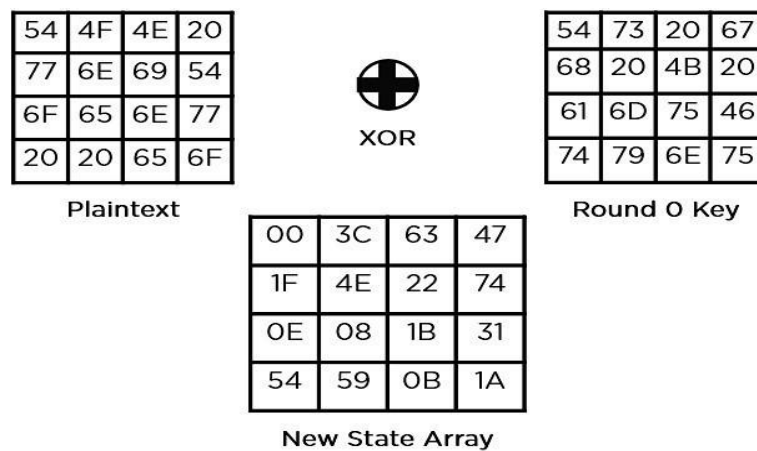 54 4F 4E 20
77 6E 69 54
6F 65 6E 77
20 20 65 6F
Plaintext
XOR
54 73 20 67
68 20 4B 20
61 6D 75 46
74 79 6E 75
Round 0 Key
00 3C 63 47
1F 4E 22 74
0E 08 1B 31
54 59 0B 1A
New State Array